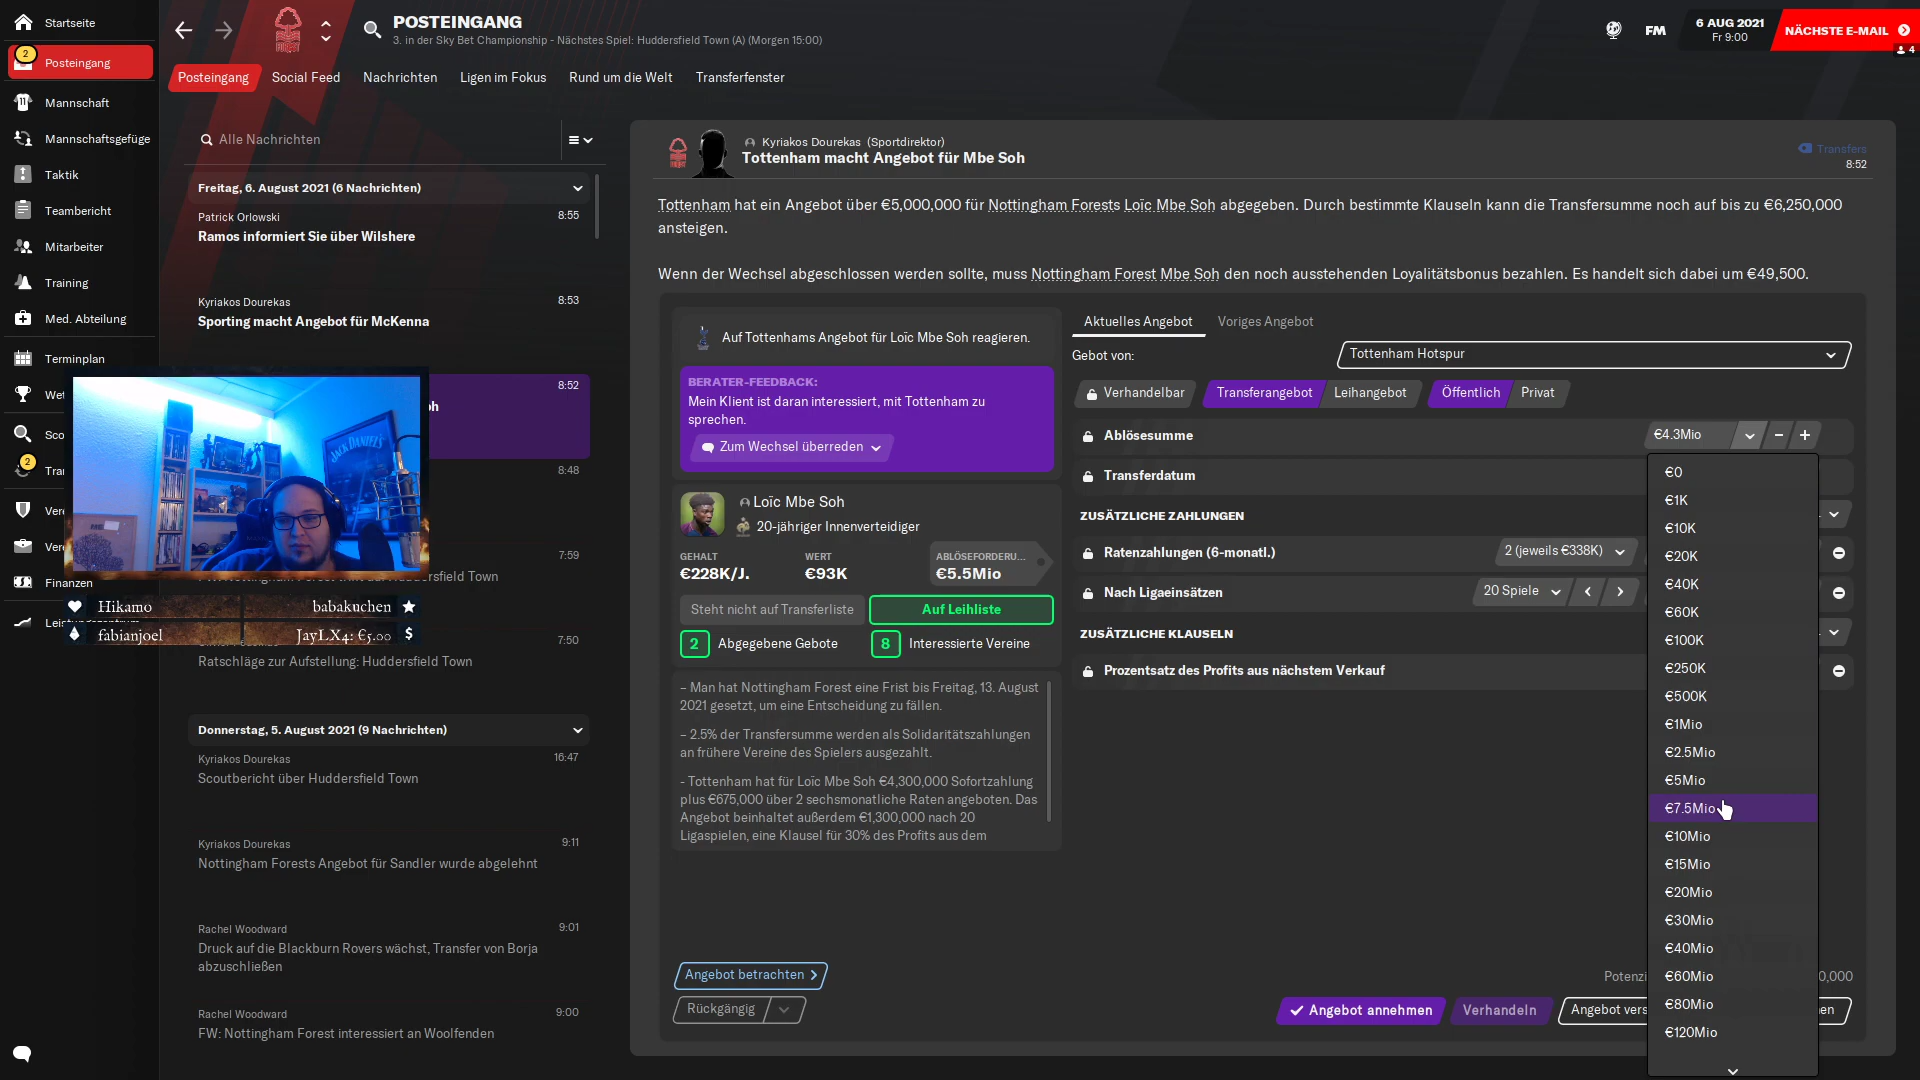 Startseite
2
Posteingang
Mannschaft
Mannschaftsgefüge
Taktik
Teambericht
Mitarbeiter
Training
Med. Abteilung
Terminplan
Finanzen
POSTEINGANG
3. in der Sky Bet Championship - Nächstes Spiel: Huddersfield Town (A) (Morgen 15:00)
FM
6 AUG 2021
Fr 9:00
NÄCHSTE E-MAIL
4
Posteingang
Social Feed
Nachrichten
Ligen im Fokus
Rund um die Welt
Transferfenster
Alle Nachrichten
Freitag, 6. August 2021 (6 Nachrichten)
Patrick Orlowski
8:55
Ramos informiert Sie über Wilshere
Kyriakos Dourekas
8:53
Sporting macht Angebot für McKenna
8:52
8:48
7:59
7:50
Ratschläge zur Aufstellung: Huddersfield Town
Hikamo
babakuchen
fabianjoel
JayLX4: €5.00
Donnerstag, 5. August 2021 (9 Nachrichten)
Kyriakos Dourekas
16:47
Scoutbericht über Huddersfield Town
Kyriakos Dourekas
9:11
Nottingham Forests Angebot für Sandler wurde abgelehnt
Rachel Woodward
9:01
Druck auf die Blackburn Rovers wächst, Transfer von Borja
abzuschließen
Rachel Woodward
9:00
FW: Nottingham Forest interessiert an Woolfenden
Kyriakos Dourekas (Sportdirektor)
Tottenham macht Angebot für Mbe Soh
Transfers
8:52
Tottenham hat ein Angebot über €5,000,000 für Nottingham Forests Loïc Mbe Soh abgegeben. Durch bestimmte Klauseln kann die Transfersumme noch auf bis zu €6,250,000
ansteigen.
Wenn der Wechsel abgeschlossen werden sollte, muss Nottingham Forest Mbe Soh den noch ausstehenden Loyalitätsbonus bezahlen. Es handelt sich dabei um €49,500.
Auf Tottenhams Angebot für Loïc Mbe Soh reagieren.
BERATER-FEEDBACK:
Mein Klient ist daran interessiert, mit Tottenham zu
sprechen.
Zum Wechsel überreden
Loïc Mbe Soh
20-jähriger Innenverteidiger
GEHALT
WERT
ABLÖSEFORDERU...
€228K/J.
€93K
€5.5Mio
Steht nicht auf Transferliste
Auf Leihliste
2 Abgegebene Gebote
8 Interessierte Vereine
– Man hat Nottingham Forest eine Frist bis Freitag, 13. August
2021 gesetzt, um eine Entscheidung zu fällen.
– 2.5% der Transfersumme werden als Solidaritätszahlungen
an frühere Vereine des Spielers ausgezahlt.
- Tottenham hat für Loïc Mbe Soh €4,300,000 Sofortzahlung
plus €675,000 über 2 sechsmonatliche Raten angeboten. Das
Angebot beinhaltet außerdem €1,300,000 nach 20
Ligaspielen, eine Klausel für 30% des Profits aus dem
Angebot betrachten
Rückgängig
Aktuelles Angebot
Voriges Angebot
Gebot von:
Tottenham Hotspur
Verhandelbar
Transferangebot
Leihangebot
Öffentlich
Privat
Ablösesumme
€4.3Mio
Transferdatum
ZUSÄTZLICHE ZAHLUNGEN
Ratenzahlungen (6-monatl.)
2 (jeweils €338K)
Nach Ligaeinsätzen
20 Spiele
ZUSÄTZLICHE KLAUSELN
Prozentsatz des Profits aus nächstem Verkauf
€0
€1K
€10K
€20K
€40K
€60K
€100K
€250K
€500K
€1Mio
€2.5Mio
€5Mio
€7.5Mio
€10Mio
€15Mio
€20Mio
€30Mio
€40Mio
€60Mio
€80Mio
€120Mio
Angebot annehmen
Verhandeln